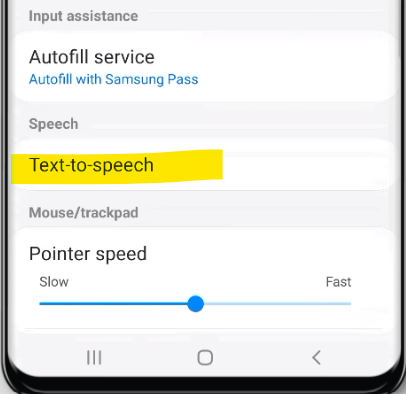 Input assistance
Autofill service
Autofill with Samsung Pass
Speech
Text-to-speech
Mouse/trackpad
Pointer speed
Slow Fast